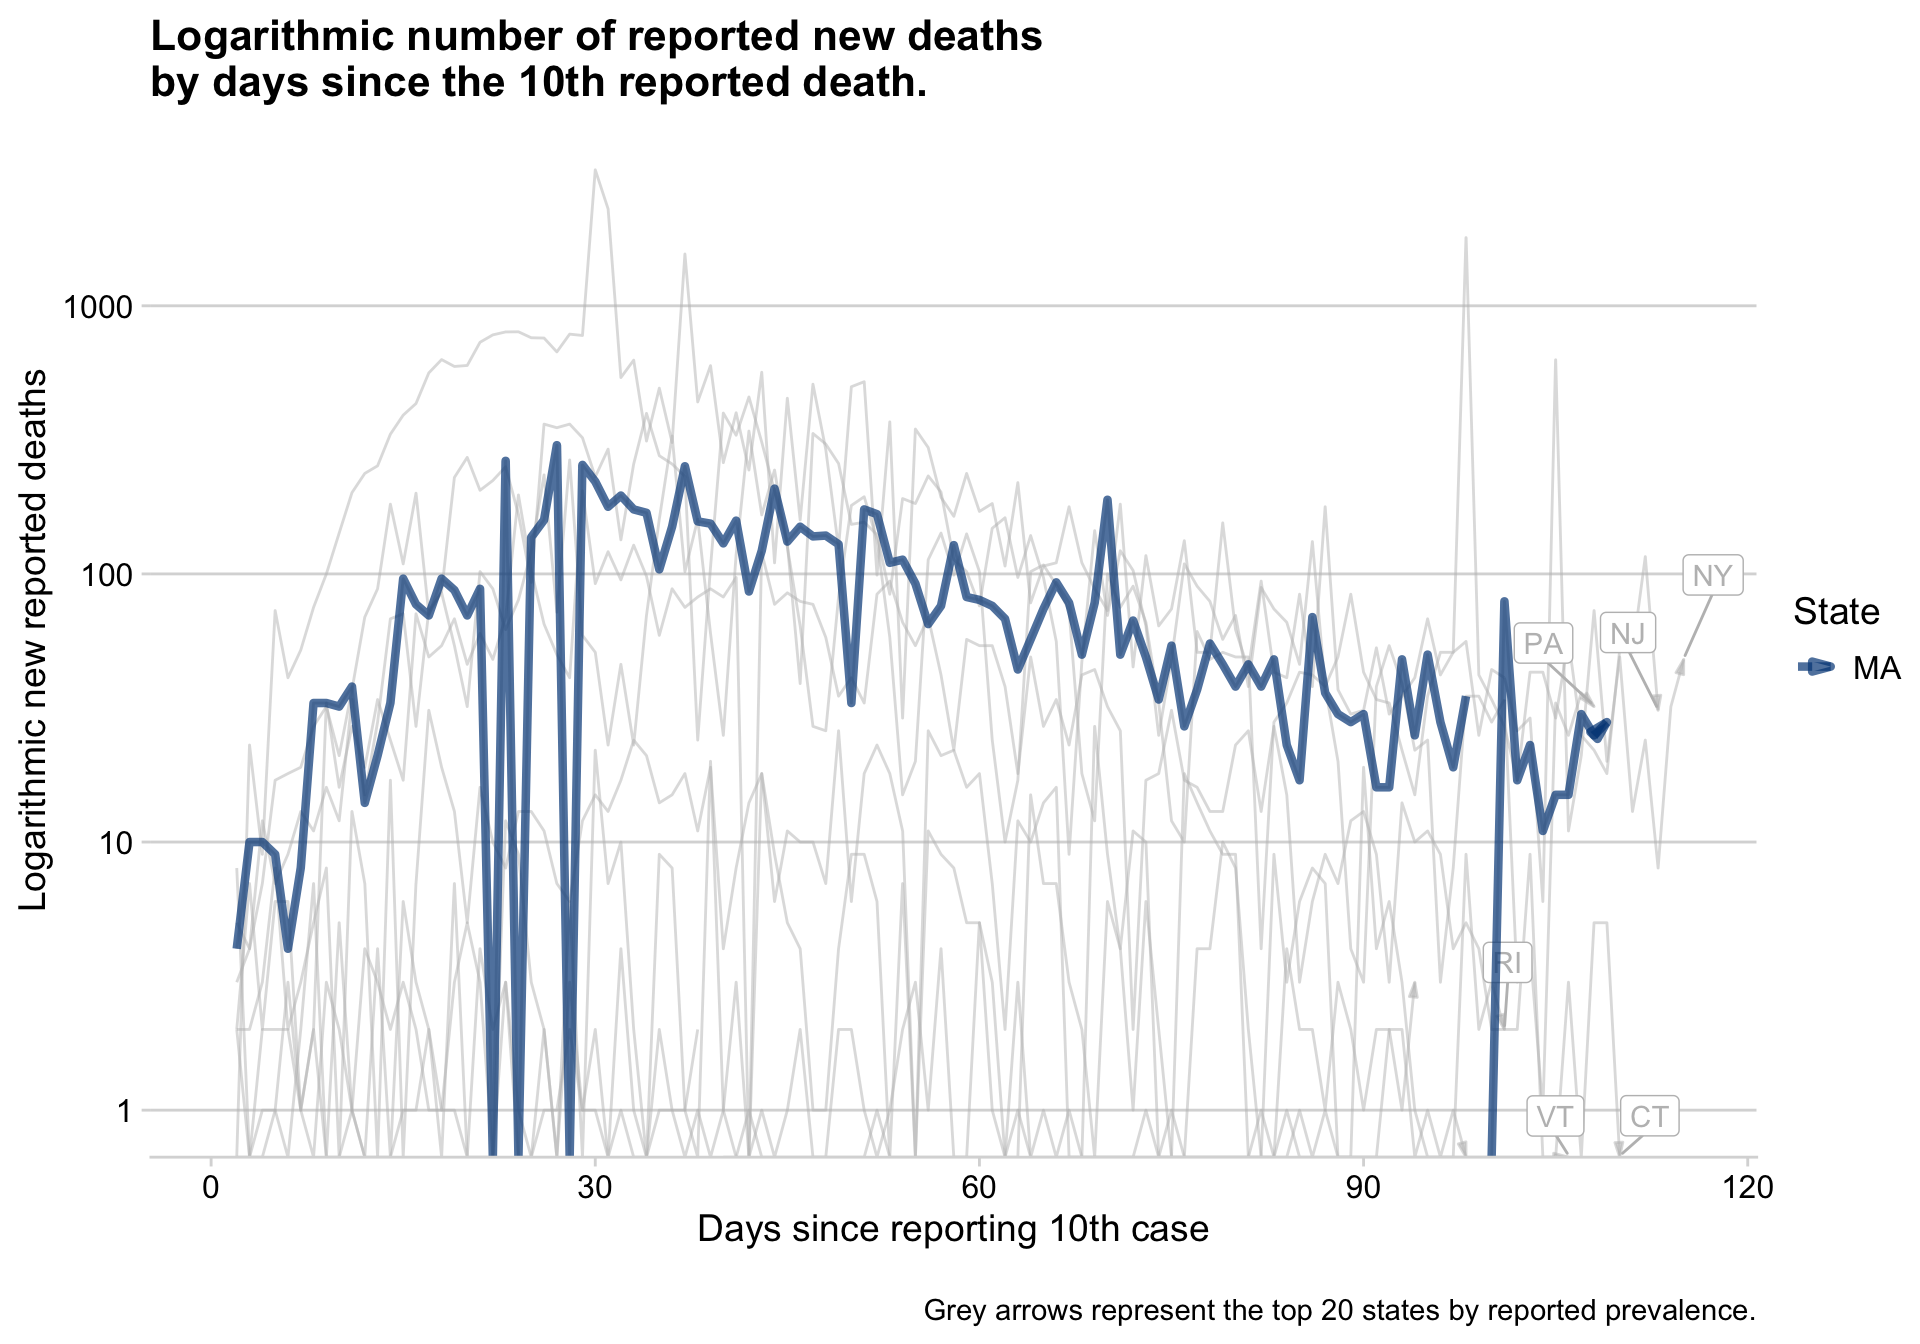 Logarithmic number of reported new deaths
by days since the 10th reported death.
Logarithmic new reported deaths
1000
100
10
1
NY
NJ
PA
RI
VT
CT
State
MA
0
30
60
90
120
Days since reporting 10th case
Grey arrows represent the top 20 states by reported prevalence.